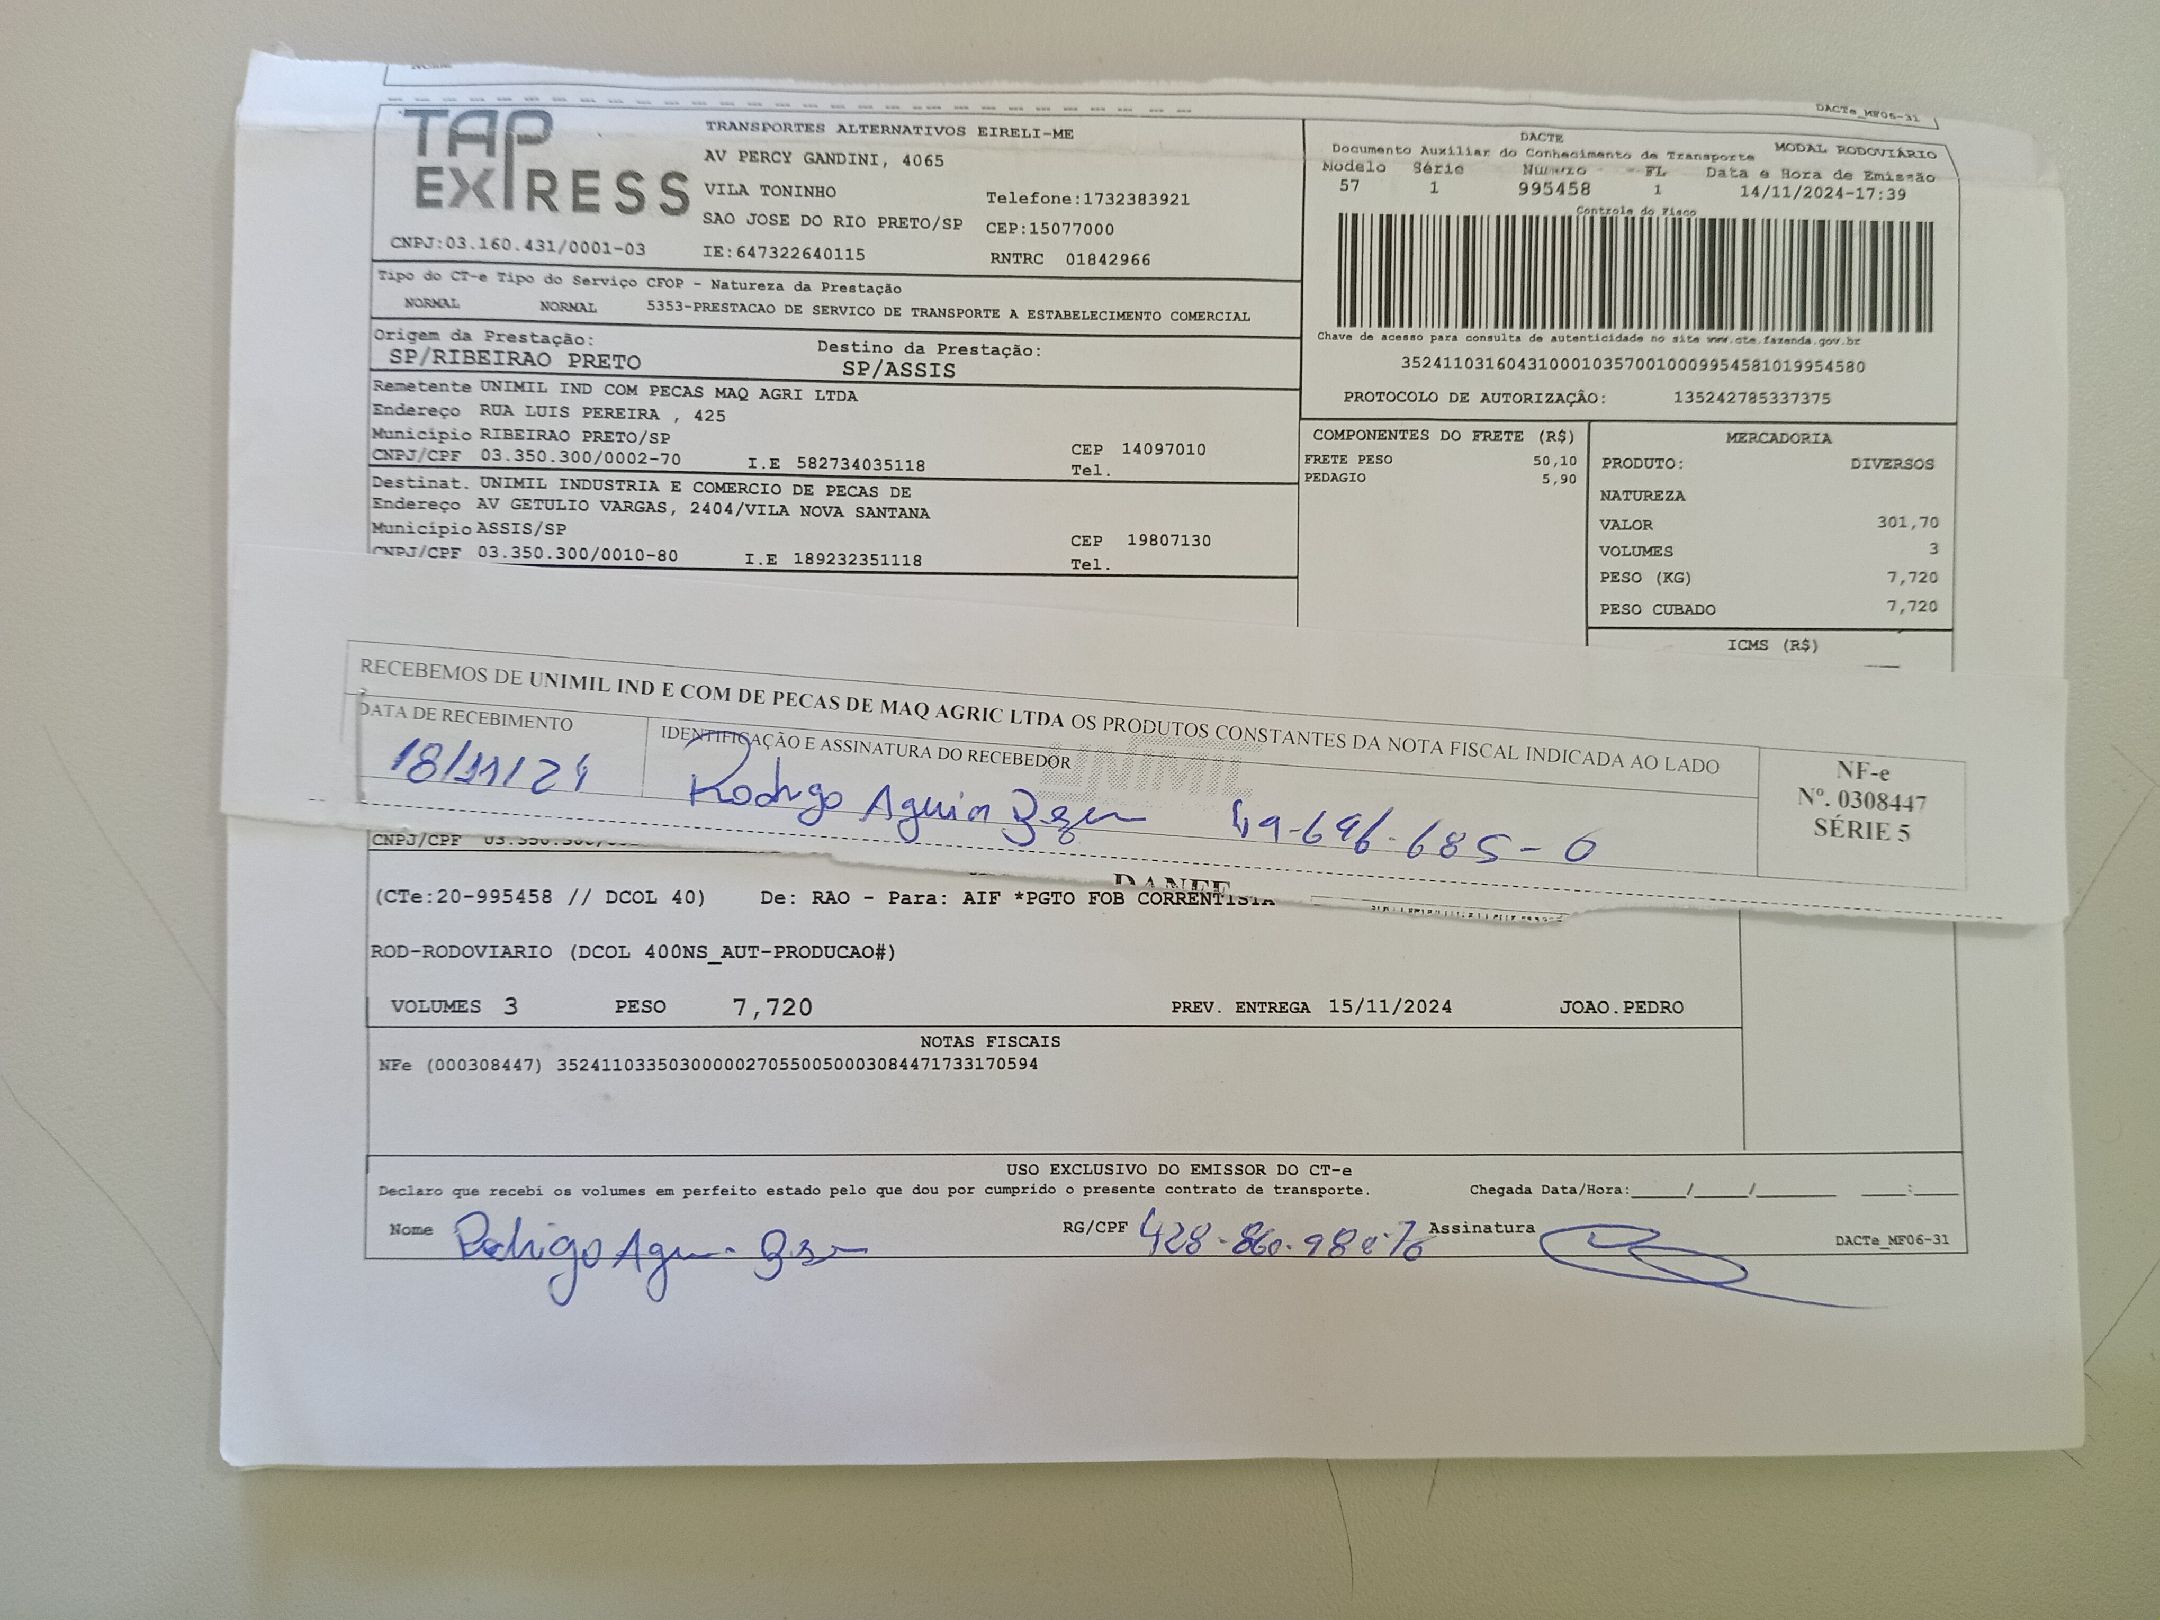 DACTe_MF06-31
TAP EXPRESS
TRANSPORTES ALTERNATIVOS EIRELI-ME
AV PERCY GANDINI, 4065
VILA TONINHO
Telefone:1732383921
SAO JOSE DO RIO PRETO/SP CEP:15077000
CNPJ:03.160.431/0001-03 IE:647322640115 RNTRC 01842966
DACTE
Documento Auxiliar do Conhecimento de Transporte MODAL RODOVIÁRIO
Modelo Série Número FL Data e Hora de Emissão
57 1 995458 1 14/11/2024-17:39
Controle do Fisco
Chave de acesso para consulta de autenticidade no site www.cte.fazenda.gov.br
35241103160431000103570010009954581019954580
PROTOCOLO DE AUTORIZAÇÃO: 135242785337375
Tipo do CT-e Tipo do Serviço CFOP - Natureza da Prestação
NORMAL NORMAL 5353-PRESTACAO DE SERVICO DE TRANSPORTE A ESTABELECIMENTO COMERCIAL
Origem da Prestação: Destino da Prestação:
SP/RIBEIRAO PRETO SP/ASSIS
Remetente UNIMIL IND COM PECAS MAQ AGRI LTDA
Endereço RUA LUIS PEREIRA , 425
Município RIBEIRAO PRETO/SP CEP 14097010
CNPJ/CPF 03.350.300/0002-70 I.E 582734035118 Tel.
Destinat. UNIMIL INDUSTRIA E COMERCIO DE PECAS DE
Endereço AV GETULIO VARGAS, 2404/VILA NOVA SANTANA
Município ASSIS/SP CEP 19807130
CNPJ/CPF 03.350.300/0010-80 I.E 189232351118 Tel.
COMPONENTES DO FRETE (R$)
FRETE PESO 50,10
PEDAGIO 5,90
MERCADORIA
PRODUTO: DIVERSOS
NATUREZA
VALOR 301,70
VOLUMES 3
PESO (KG) 7,720
PESO CUBADO 7,720
ICMS (R$)
RECEBEMOS DE UNIMIL IND E COM DE PECAS DE MAQ AGRIC LTDA OS PRODUTOS CONSTANTES DA NOTA FISCAL INDICADA AO LADO
DATA DE RECEBIMENTO IDENTIFICAÇÃO E ASSINATURA DO RECEBEDOR
UNIMIL
18/11/24 Rodrigo 49-696-685-0
NF-e
Nº. 0308447
SÉRIE 5
CNPJ/CPF
DANFE
(CTe:20-995458 // DCOL 40) De: RAO - Para: AIF *PGTO FOB CORRENTISTA
ROD-RODOVIARIO (DCOL 400NS_AUT-PRODUCAO#)
VOLUMES 3 PESO 7,720 PREV. ENTREGA 15/11/2024 JOAO.PEDRO
NOTAS FISCAIS
NFe (000308447) 35241103350300000270550050003084471733170594
USO EXCLUSIVO DO EMISSOR DO CT-e
Declaro que recebi os volumes em perfeito estado pelo que dou por cumprido o presente contrato de transporte. Chegada Data/Hora:____/____/______ ___:___
Nome Rodrigo RG/CPF Assinatura
DACTe_MF06-31